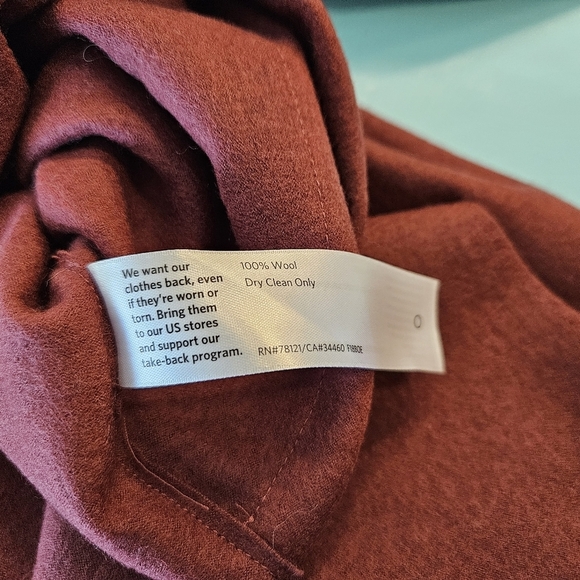 We want our
clothes back, even
if they're worn or
torn. Bring them
to our US stores
and support our
take-back program.
100% Wool
Dry Clean Only
RN#78121/CA#34460